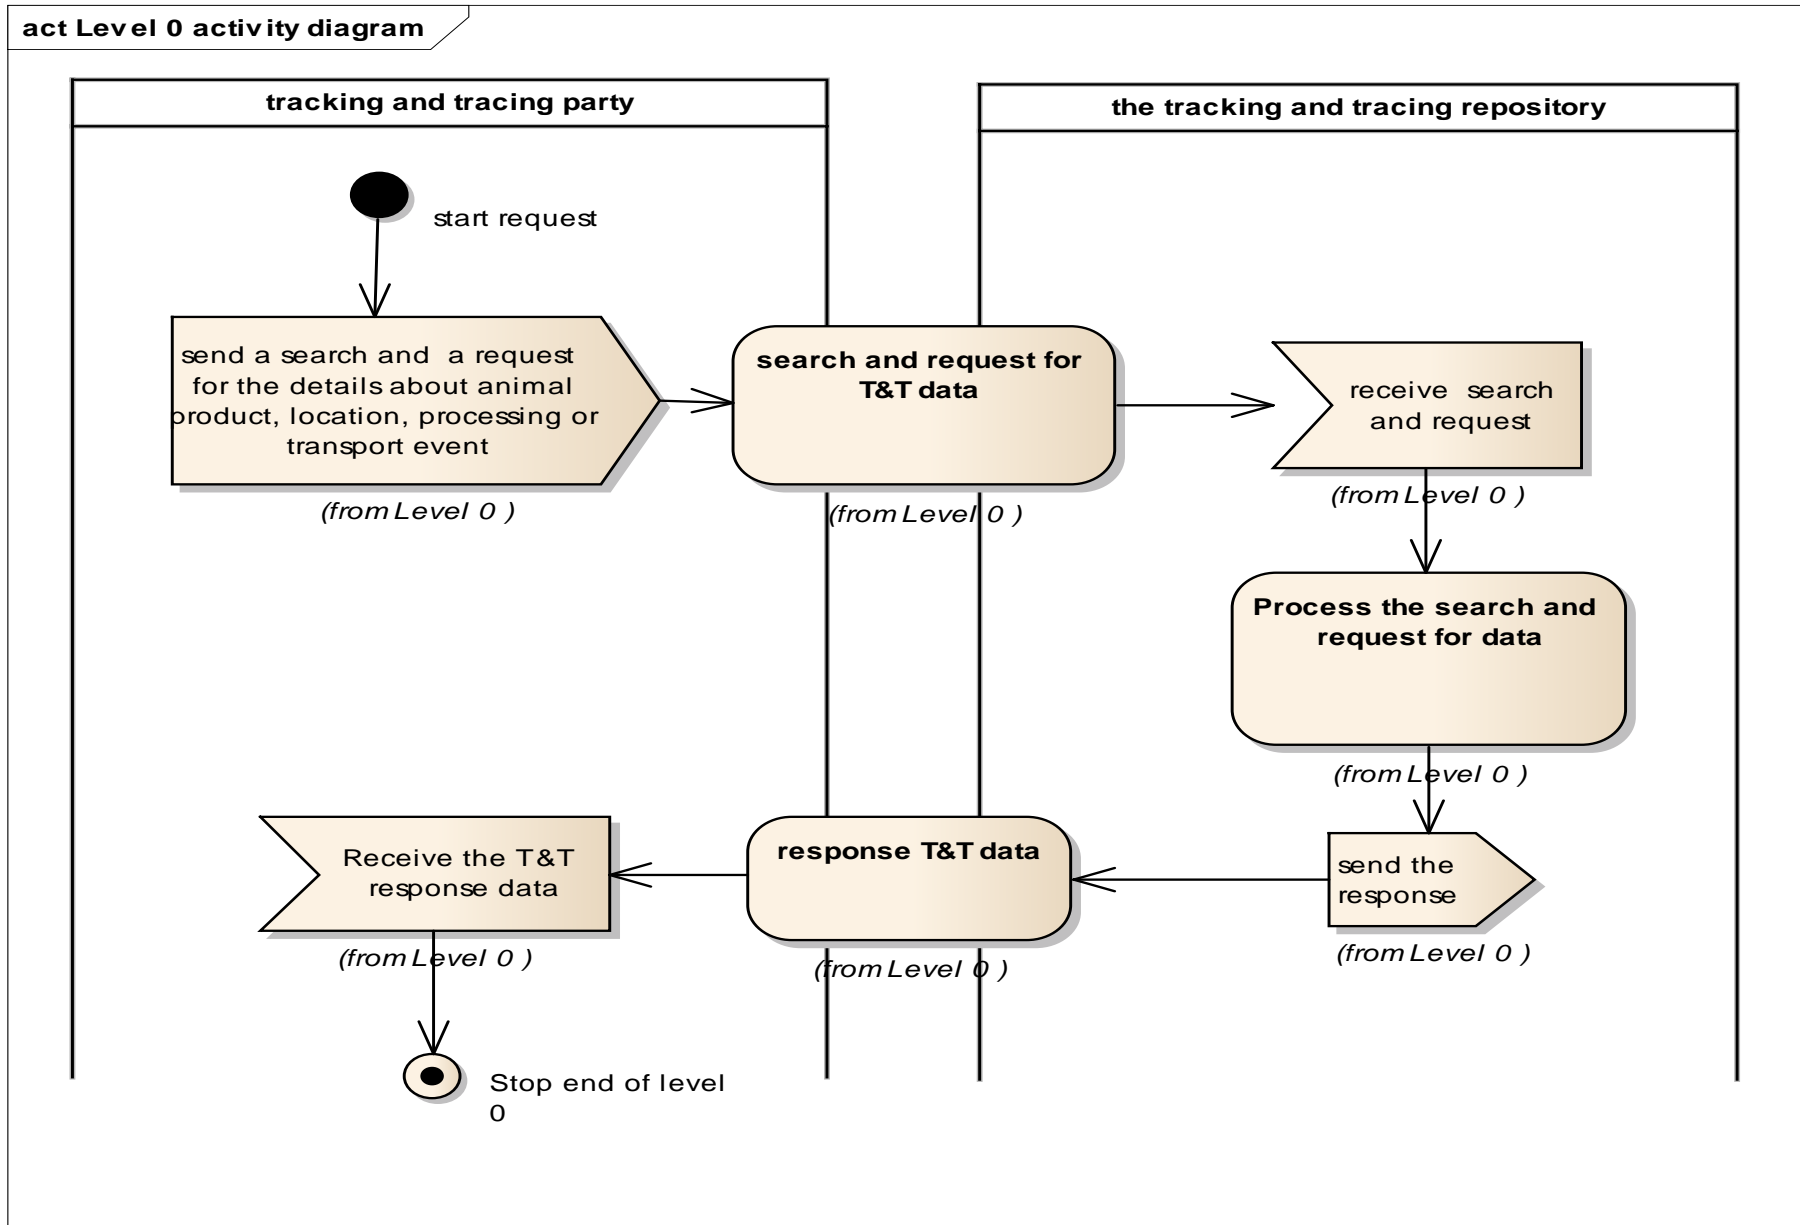 act Level 0 activity diagram
tracking and tracing party
the tracking and tracing repository
start request
send a search and  a request
for the details about animal
product, location, processing or
transport event
(from Level 0 )
search and request for
T&T data
(from Level 0 )
receive  search
and request
(from Level 0 )
Process the search and
request for data
(from Level 0 )
send the
response
(from Level 0 )
response T&T data
(from Level 0 )
Receive the T&T
response data
(from Level 0 )
Stop end of level
0